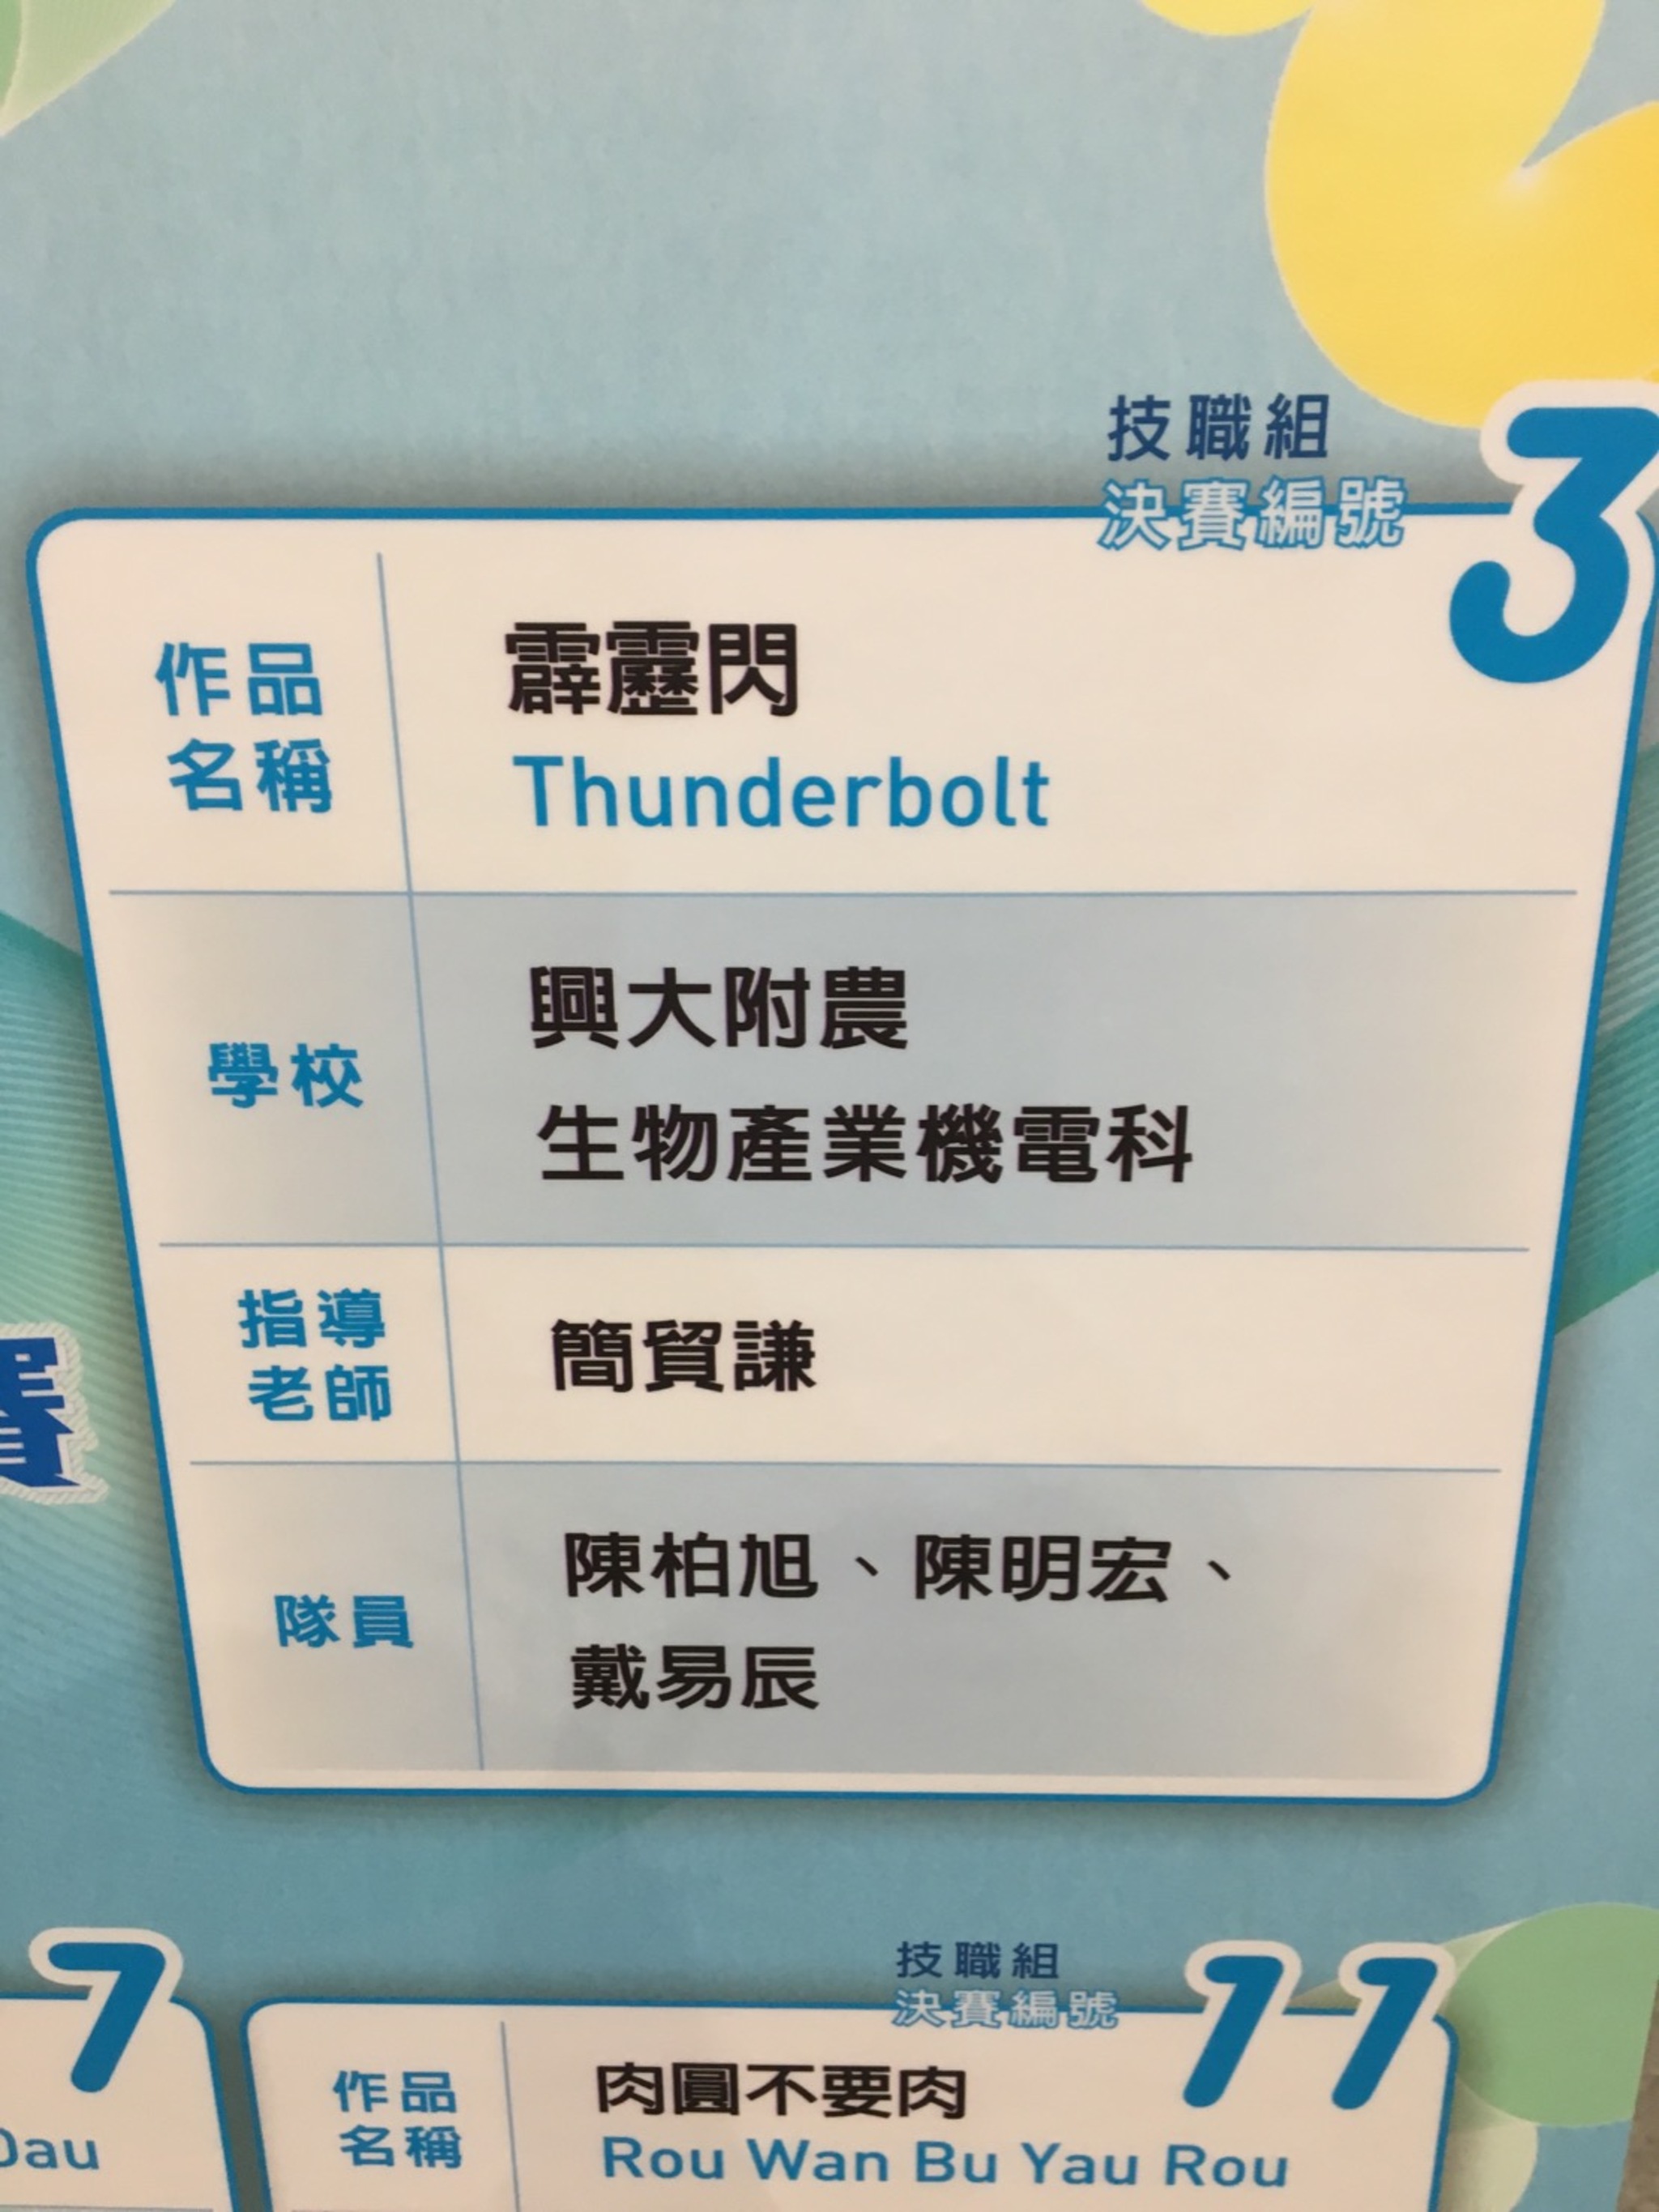 技職組
決賽編號 3
作品
名稱
霹靂閃
Thunderbolt
學校
興大附農
生物產業機電科
指導
老師
簡貿謙
隊員
陳柏旭、陳明宏、
戴易辰
賽
7
Dau
技職組
決賽編號 11
作品
名稱
肉圓不要肉
Rou Wan Bu Yau Rou